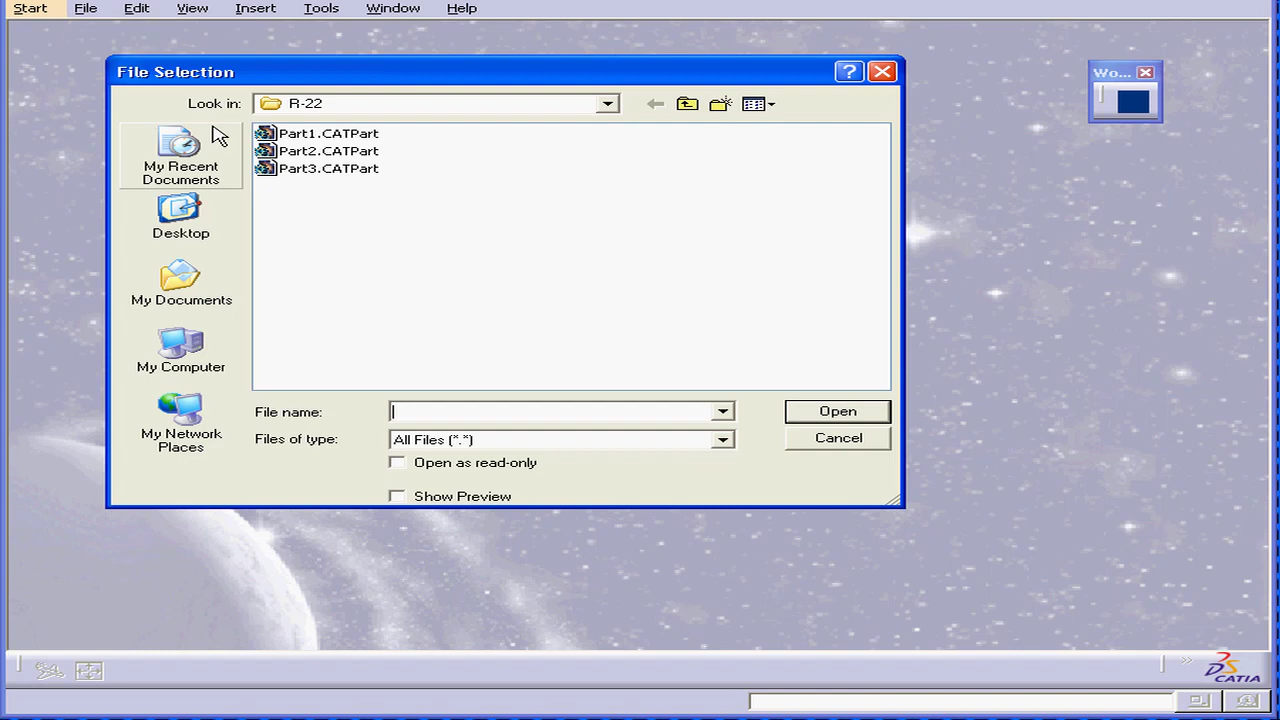 Start File Edit View Insert Tools Window Help
File Selection
Wo...
Look in: R-22
Part1.CATPart
Part2.CATPart
Part3.CATPart
My Recent
Documents
Desktop
My Documents
My Computer
My Network
Places
File name:
Open
Files of type: All Files (*.*)
Cancel
Open as read-only
Show Preview
DS
CATIA